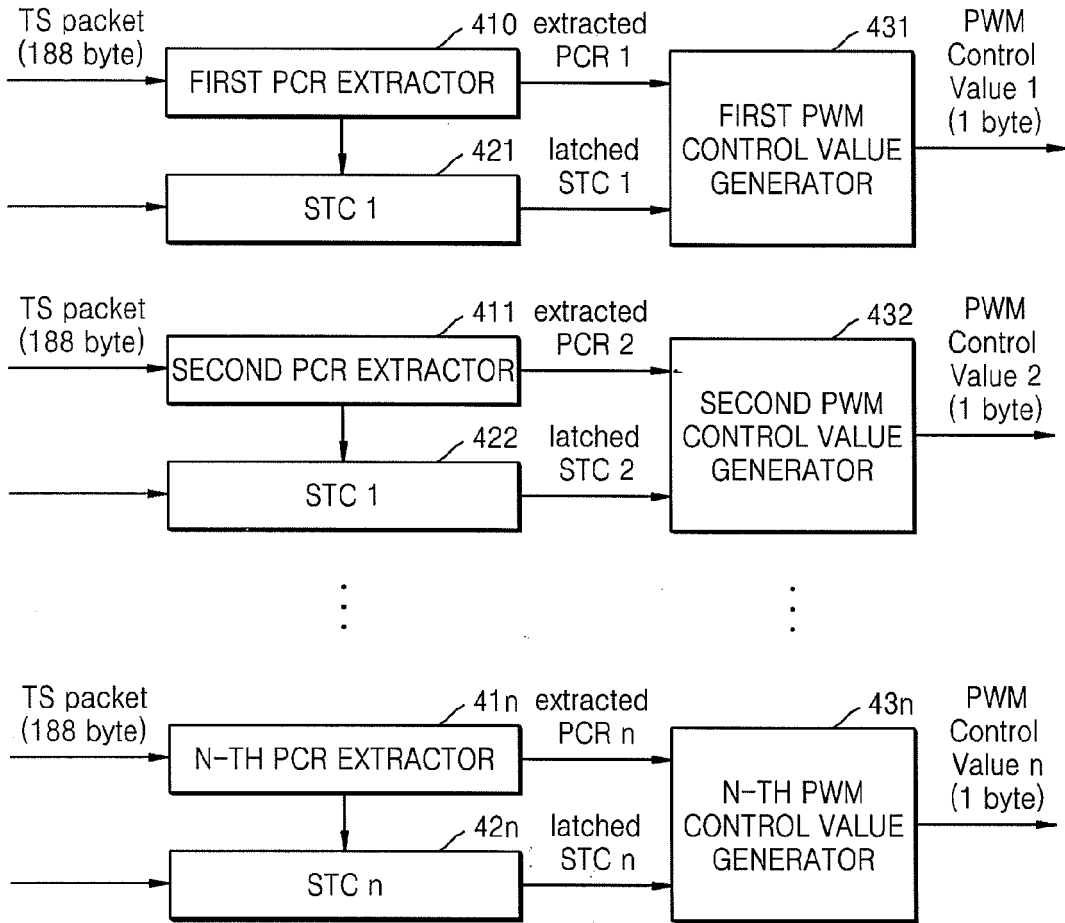 TS packet
(188 byte)
410
extracted
PCR 1
431
PWM
Control
Value 1
(1 byte)
FIRST PCR EXTRACTOR
FIRST PWM
CONTROL VALUE
GENERATOR
421
latched
STC 1
STC 1
TS packet
(188 byte)
411
extracted
PCR 2
432
PWM
Control
Value 2
(1 byte)
SECOND PCR EXTRACTOR
SECOND PWM
CONTROL VALUE
GENERATOR
422
latched
STC 2
STC 1
TS packet
(188 byte)
41n
extracted
PCR n
43n
PWM
Control
Value n
(1 byte)
N-TH PCR EXTRACTOR
N-TH PWM
CONTROL VALUE
GENERATOR
42n
latched
STC n
STC n